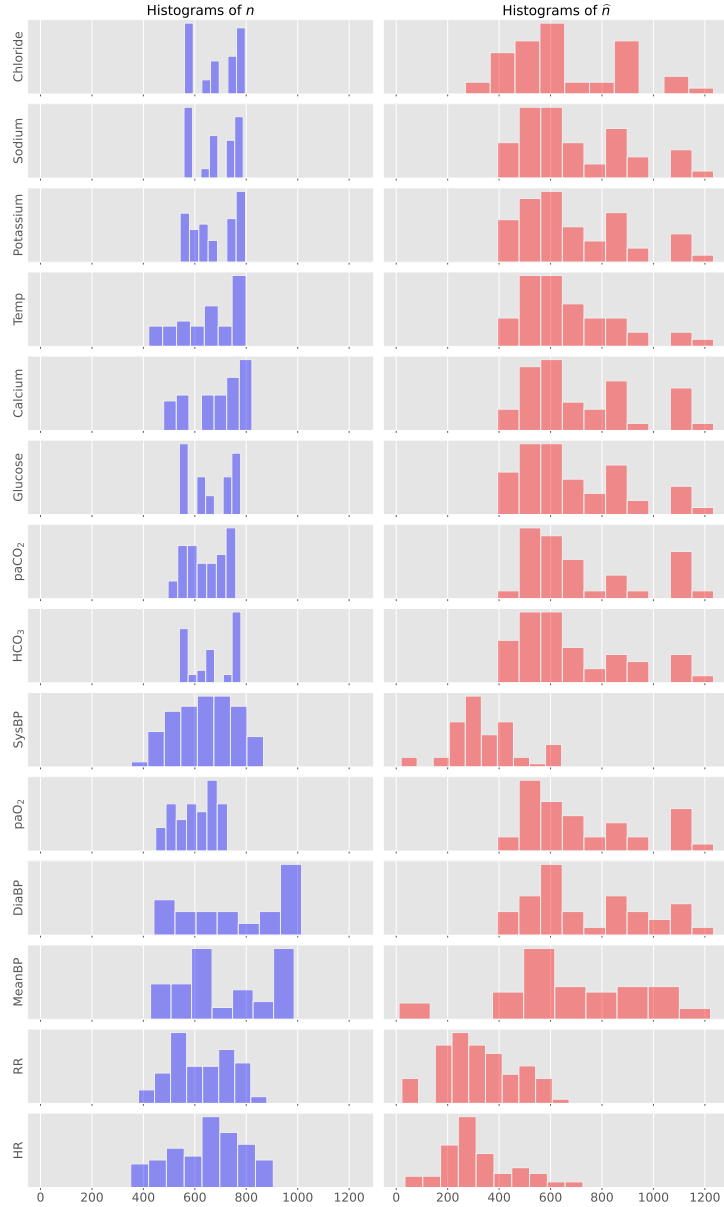 Histograms of n
Histograms of n̂
Chloride
Sodium
Potassium
Temp
Calcium
Glucose
paCO₂
HCO₃
SysBP
paO₂
DiaBP
MeanBP
RR
HR
0 200 400 600 800 1000 1200
0 200 400 600 800 1000 1200